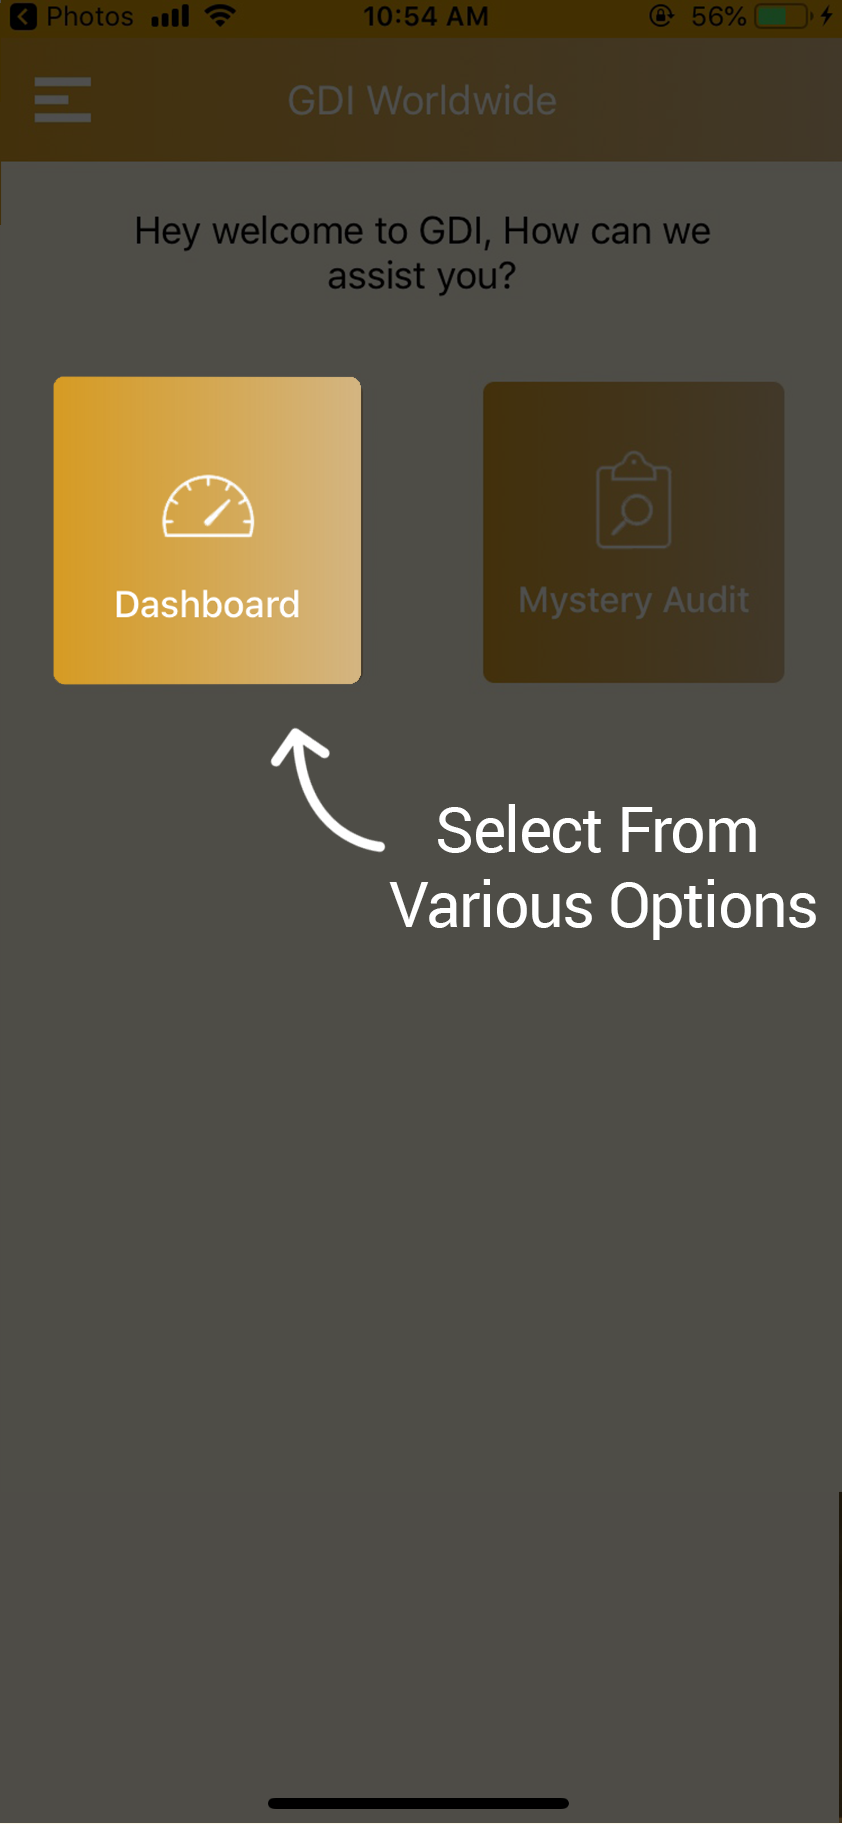 Photos 10:54 AM 56%
GDI Worldwide
Hey welcome to GDI, How can we
assist you?
Dashboard
Mystery Audit
Select From
Various Options